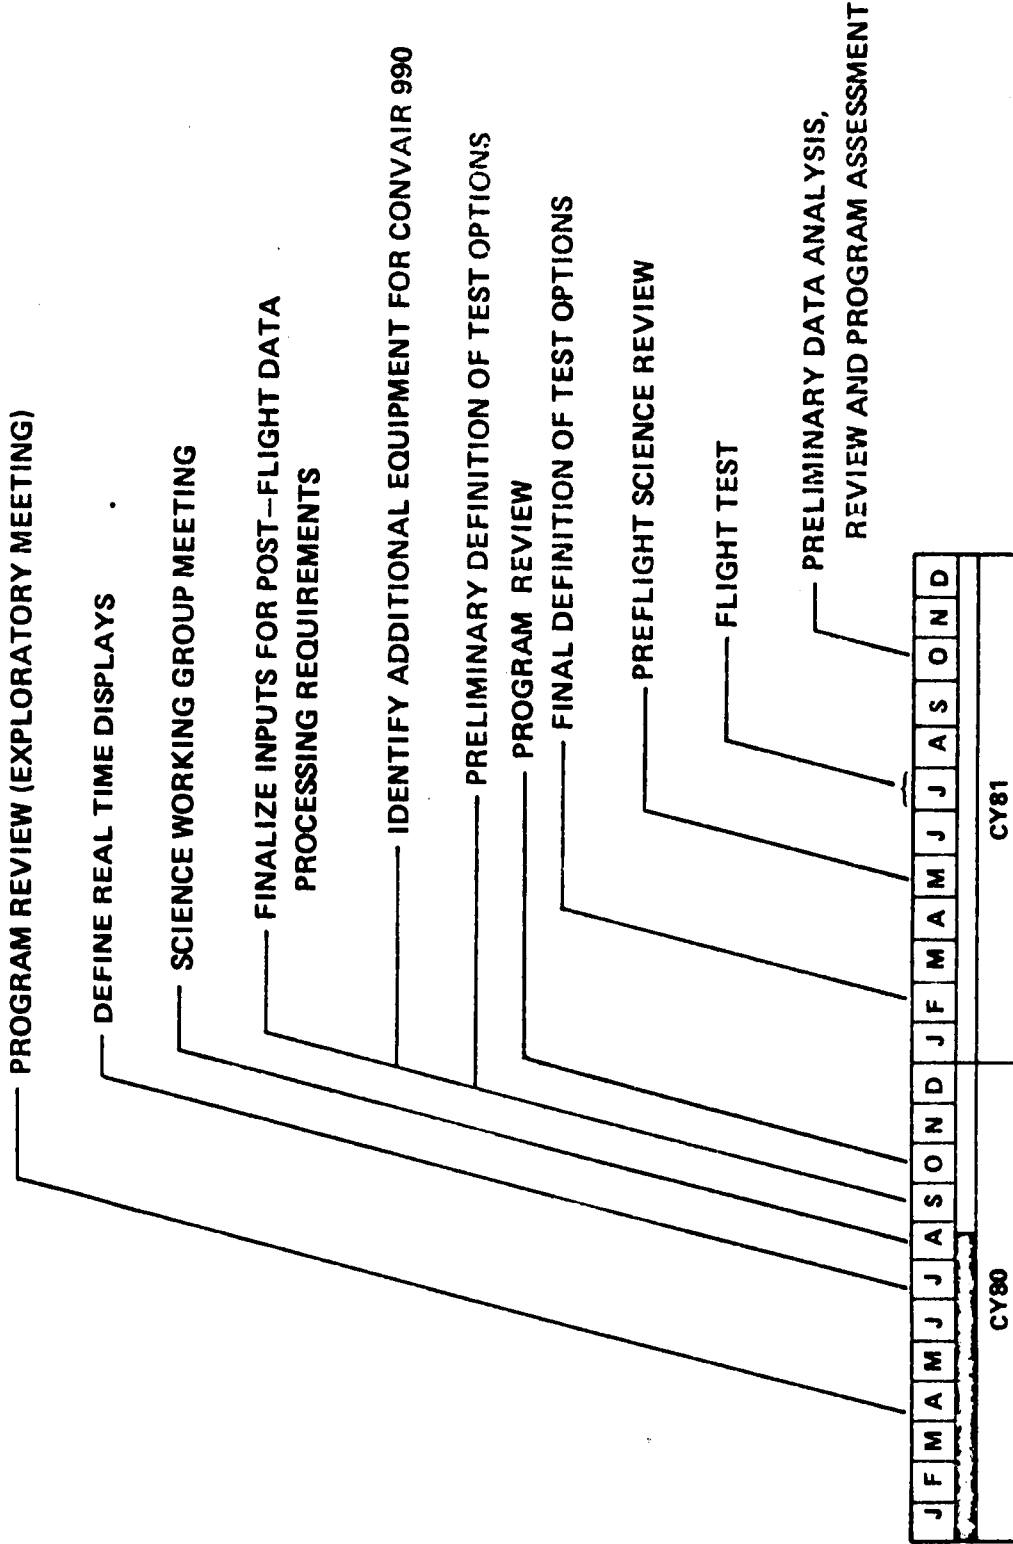 PROGRAM REVIEW (EXPLORATORY MEETING)
DEFINE REAL TIME DISPLAYS
SCIENCE WORKING GROUP MEETING
FINALIZE INPUTS FOR POST–FLIGHT DATA
PROCESSING REQUIREMENTS
IDENTIFY ADDITIONAL EQUIPMENT FOR CONVAIR 990
PRELIMINARY DEFINITION OF TEST OPTIONS
PROGRAM REVIEW
FINAL DEFINITION OF TEST OPTIONS
PREFLIGHT SCIENCE REVIEW
FLIGHT TEST
PRELIMINARY DATA ANALYSIS,
REVIEW AND PROGRAM ASSESSMENT
J F M A M J J A S O N D J F M A M J J A S O N D
CY80 CY81